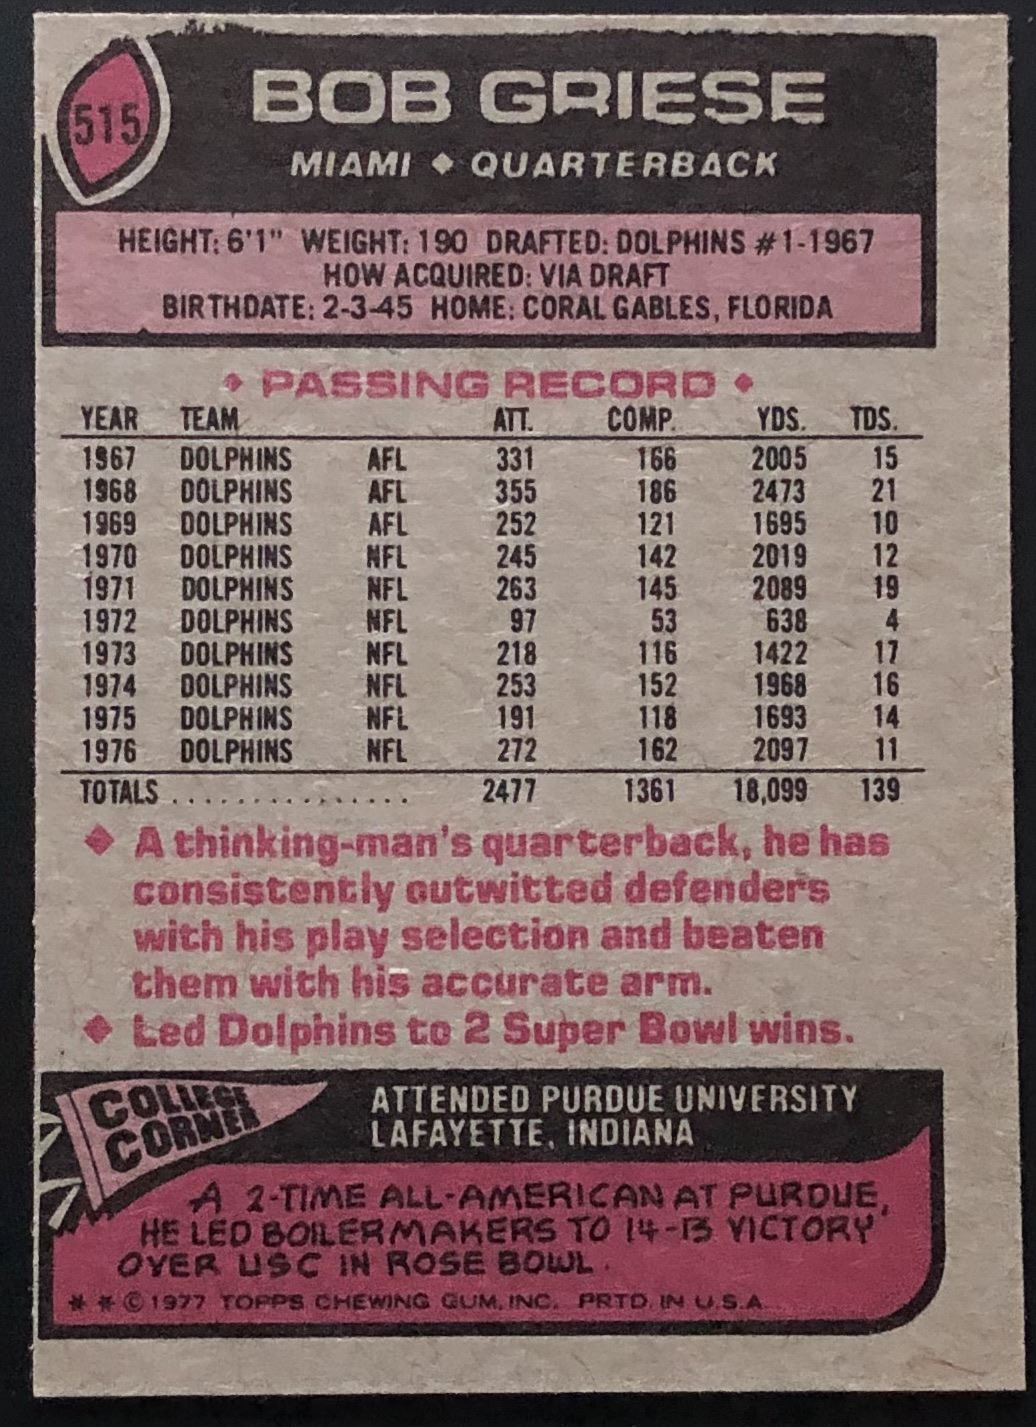 515
BOB GRIESE
MIAMI ◆ QUARTERBACK
HEIGHT: 6'1" WEIGHT: 190 DRAFTED: DOLPHINS #1-1967
HOW ACQUIRED: VIA DRAFT
BIRTHDATE: 2-3-45 HOME: CORAL GABLES, FLORIDA
◆ PASSING RECORD ◆
YEAR TEAM ATT. COMP. YDS. TDS.
1967 DOLPHINS AFL 331 166 2005 15
1968 DOLPHINS AFL 355 186 2473 21
1969 DOLPHINS AFL 252 121 1695 10
1970 DOLPHINS NFL 245 142 2019 12
1971 DOLPHINS NFL 263 145 2089 19
1972 DOLPHINS NFL 97 53 638 4
1973 DOLPHINS NFL 218 116 1422 17
1974 DOLPHINS NFL 253 152 1968 16
1975 DOLPHINS NFL 191 118 1693 14
1976 DOLPHINS NFL 272 162 2097 11
TOTALS ................ 2477 1361 18,099 139
◆ A thinking-man's quarterback, he has
consistently outwitted defenders
with his play selection and beaten
them with his accurate arm.
◆ Led Dolphins to 2 Super Bowl wins.
COLLEGE
CORNER
ATTENDED PURDUE UNIVERSITY
LAFAYETTE, INDIANA
A 2-TIME ALL-AMERICAN AT PURDUE,
HE LED BOILERMAKERS TO 14-13 VICTORY
OVER USC IN ROSE BOWL.
* * © 1977 TOPPS CHEWING GUM, INC. PRTD. IN U.S.A.